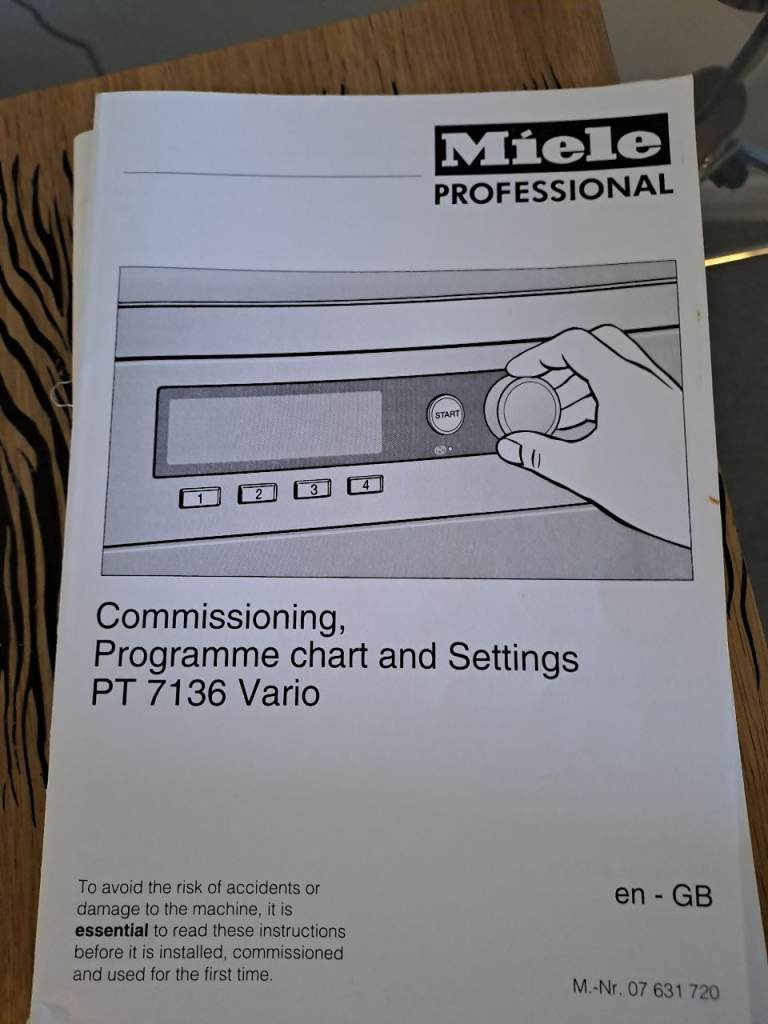 Miele
PROFESSIONAL
START
1 2 3 4
Commissioning,
Programme chart and Settings
PT 7136 Vario
To avoid the risk of accidents or
damage to the machine, it is
essential to read these instructions
before it is installed, commissioned
and used for the first time.
en - GB
M.-Nr. 07 631 720